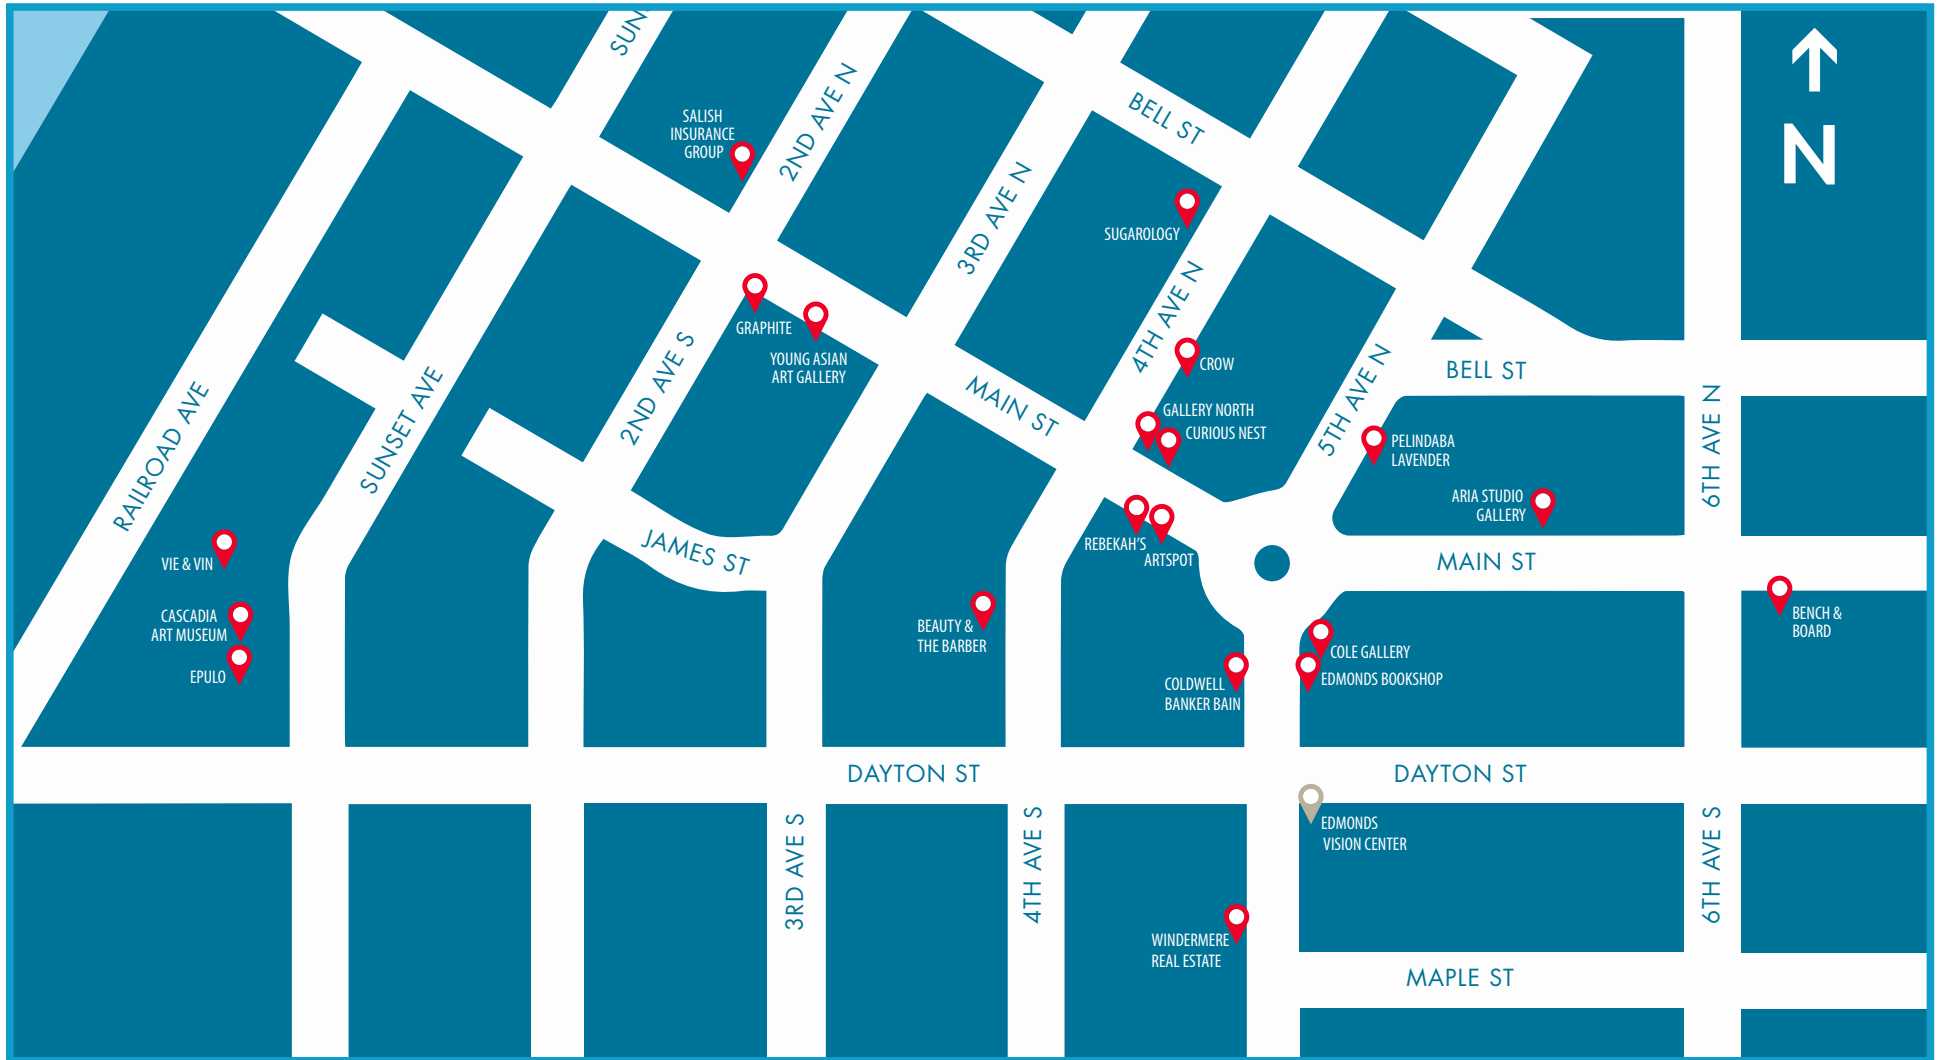 SUN
2ND AVE N
SALISH
INSURANCE
GROUP
BELL ST
N
3RD AVE N
SUGAROLOGY
4TH AVE N
GRAPHITE
YOUNG ASIAN
ART GALLERY
2ND AVE S
MAIN ST
CROW
GALLERY NORTH
CURIOUS NEST
5TH AVE N
BELL ST
PELINDABA
LAVENDER
6TH AVE N
ARIA STUDIO
GALLERY
RAILROAD AVE
SUNSET AVE
JAMES ST
REBEKAH'S
ARTSPOT
MAIN ST
VIE & VIN
CASCADIA
ART MUSEUM
EPULO
BEAUTY &
THE BARBER
BENCH &
BOARD
COLE GALLERY
EDMONDS BOOKSHOP
COLDWELL
BANKER BAIN
DAYTON ST
DAYTON ST
EDMONDS
VISION CENTER
3RD AVE S
4TH AVE S
6TH AVE S
WINDERMERE
REAL ESTATE
MAPLE ST